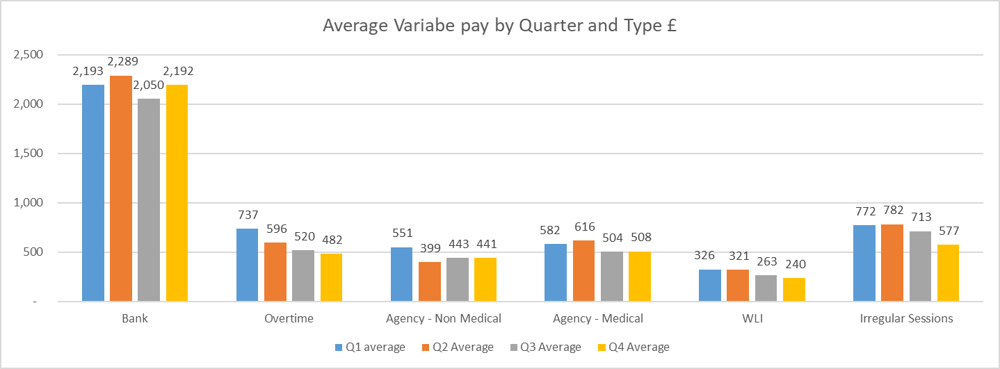 Average Variabe pay by Quarter and Type £
2,500
2,000
1,500
1,000
500
-
2,193 2,289 2,050 2,192
737 596 520 482
551 399 443 441
582 616 504 508
326 321 263 240
772 782 713 577
Bank Overtime Agency - Non Medical Agency - Medical WLI Irregular Sessions
Q1 average Q2 Average Q3 Average Q4 Average